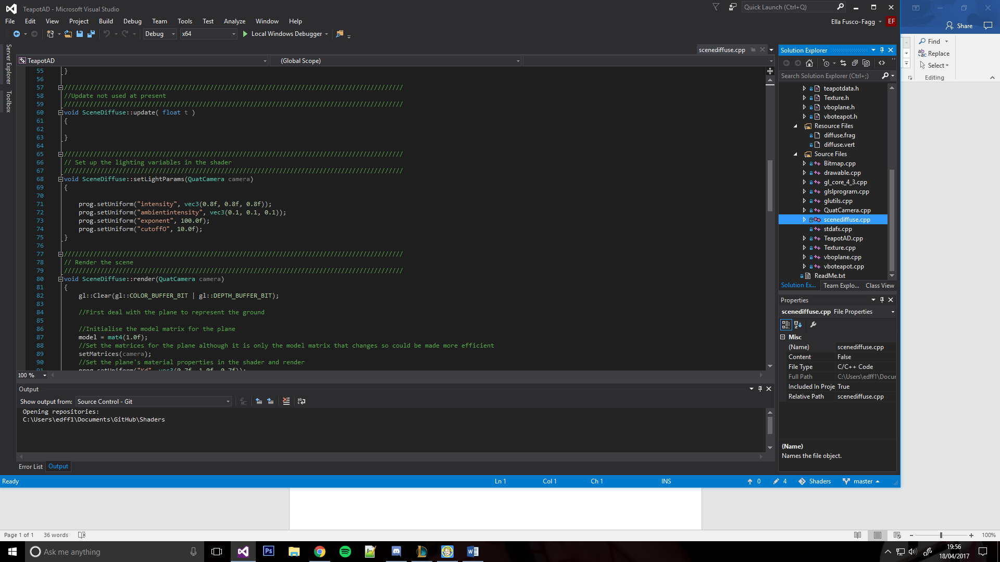 TeapotAD - Microsoft Visual Studio
Quick Launch (Ctrl+Q)
File Edit View Project Build Debug Team Tools Test Analyze Window Help
Ella Fusco-Fagg EF
Debug x64 Local Windows Debugger
Share
Find
Replace
Select
Editing
Server Explorer
Toolbox
scenediffuse.cpp
TeapotAD (Global Scope)
55 }
56
57 /////////////////////////////////////////////////////////////////////////////////////////////
58 //Update not used at present
59 /////////////////////////////////////////////////////////////////////////////////////////////
60 void SceneDiffuse::update( float t )
61 {
62
63 }
64
65 /////////////////////////////////////////////////////////////////////////////////////////////
66 // Set up the lighting variables in the shader
67 /////////////////////////////////////////////////////////////////////////////////////////////
68 void SceneDiffuse::setLightParams(QuatCamera camera)
69 {
70
71 prog.setUniform("intensity", vec3(0.8f, 0.8f, 0.8f));
72 prog.setUniform("ambientintensity", vec3(0.1, 0.1, 0.1));
73 prog.setUniform("exponent", 100.0f);
74 prog.setUniform("cutoffO", 10.0f);
75 }
76
77 /////////////////////////////////////////////////////////////////////////////////////////////
78 // Render the scene
79 /////////////////////////////////////////////////////////////////////////////////////////////
80 void SceneDiffuse::render(QuatCamera camera)
81 {
82 gl::Clear(gl::COLOR_BUFFER_BIT | gl::DEPTH_BUFFER_BIT);
83
84 //First deal with the plane to represent the ground
85
86 //Initialise the model matrix for the plane
87 model = mat4(1.0f);
88 //Set the matrices for the plane although it is only the model matrix that changes so could be made more efficient
89 setMatrices(camera);
90 //Set the plane's material properties in the shader and render
91 prog.setUniform("Kd", vec3(0.7f, 1.0f, 0.7f));
100 %
Solution Explorer
Search Solution Explorer (Ctrl+;)
teapotdata.h
Texture.h
vboplane.h
vboteapot.h
Resource Files
diffuse.frag
diffuse.vert
Source Files
Bitmap.cpp
drawable.cpp
gl_core_4_3.cpp
glslprogram.cpp
glutils.cpp
QuatCamera.cpp
scenediffuse.cpp
stdafx.cpp
TeapotAD.cpp
Texture.cpp
vboplane.cpp
vboteapot.cpp
ReadMe.txt
Solution Ex... Team Explo... Class View
Properties
scenediffuse.cpp File Properties
Misc
(Name) scenediffuse.cpp
Content False
File Type C/C++ Code
Full Path C:\Users\edff1\Docur
Included In Proje True
Relative Path scenediffuse.cpp
(Name)
Names the file object.
Output
Show output from: Source Control - Git
Opening repositories:
C:\Users\edff1\Documents\GitHub\Shaders
Error List Output
Ready Ln 1 Col 1 Ch 1 INS 0 4 Shaders master
Page 1 of 1 36 words 100%
Ask me anything
19:56
18/04/2017